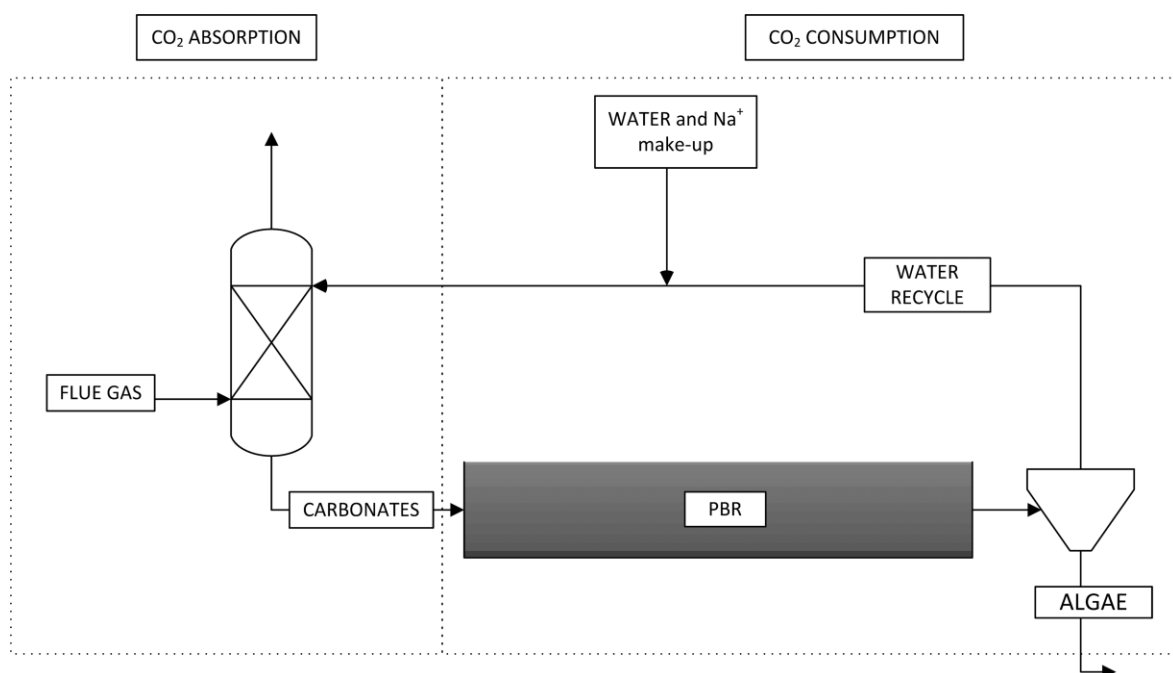 CO₂ ABSORPTION
CO₂ CONSUMPTION
WATER and Na⁺
make-up
WATER
RECYCLE
FLUE GAS
CARBONATES
PBR
ALGAE